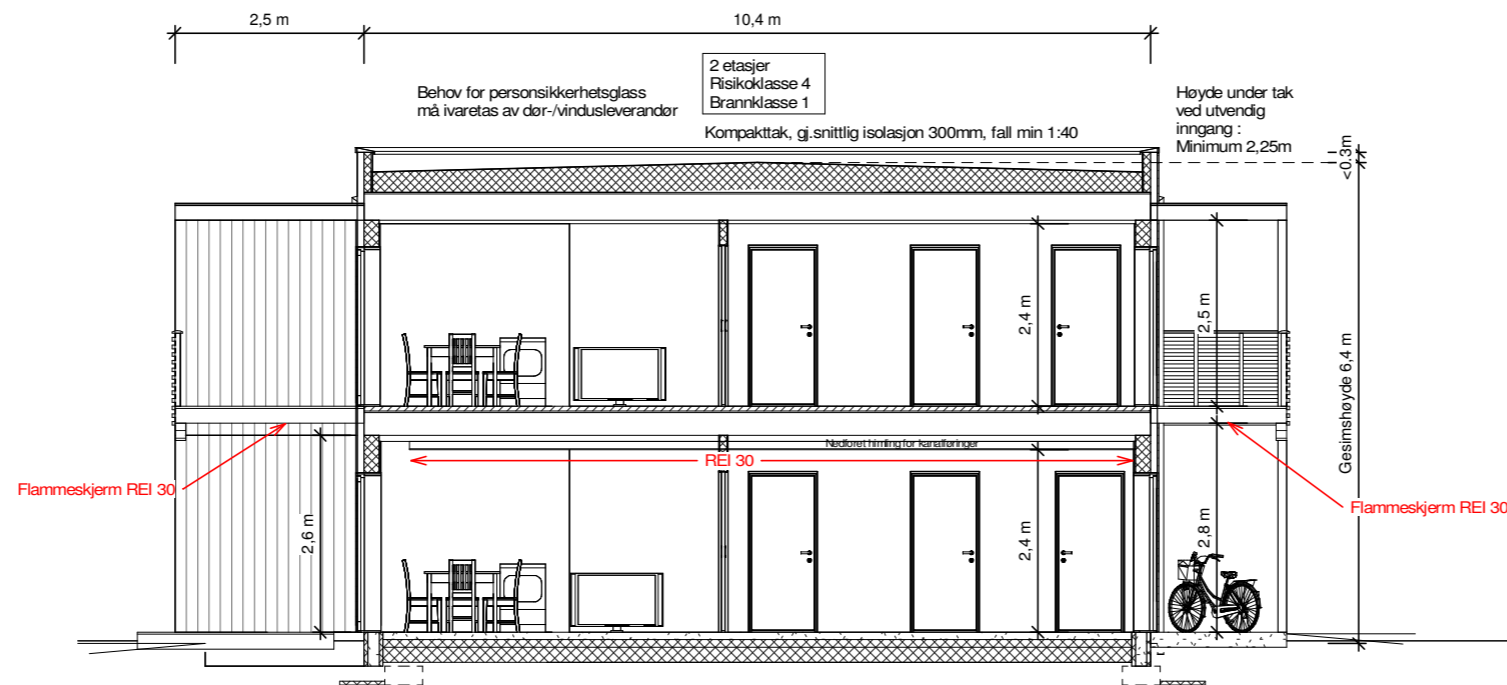 2,5 m
10,4 m
2 etasjer
Risikoklasse 4
Brannklasse 1
Behov for personsikkerhetsglass
må ivaretas av dør-/vindusleverandør
Høyde under tak
ved utvendig
inngang :
Minimum 2,25m
Kompakttak, gj.snittlig isolasjon 300mm, fall min 1:40
<0.3m
2,4 m
2,5 m
Gesimshøyde 6,4 m
Nedforet himling for kanalføringer
REI 30
Flammeskjerm REI 30
Flammeskjerm REI 30
2,6 m
2,4 m
2,8 m